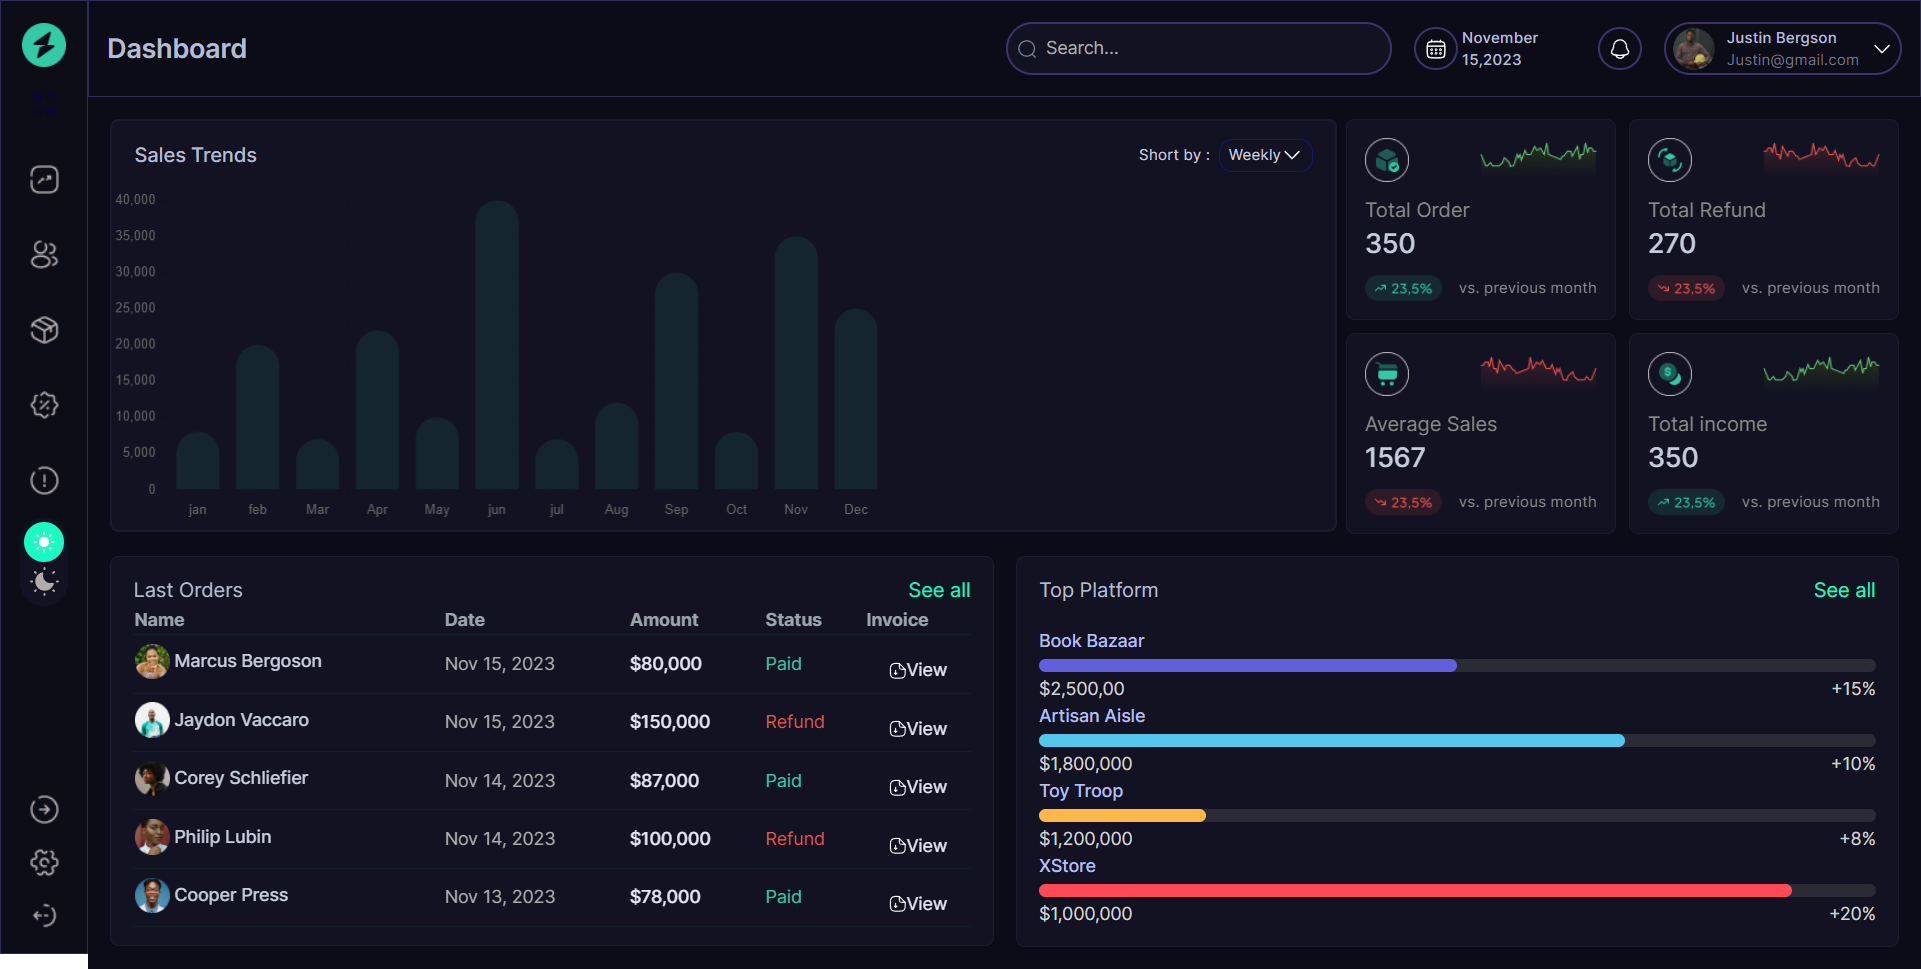 Dashboard
Search...
November
15,2023
Justin Bergson
Justin@gmail.com
Sales Trends
Short by :
Weekly
40,000
35,000
30,000
25,000
20,000
15,000
10,000
5,000
0
jan feb Mar Apr May jun jul Aug Sep Oct Nov Dec
Total Order
350
23,5% vs. previous month
Total Refund
270
23,5% vs. previous month
Average Sales
1567
23,5% vs. previous month
Total income
350
23,5% vs. previous month
Last Orders See all
Name Date Amount Status Invoice
Marcus Bergoson Nov 15, 2023 $80,000 Paid View
Jaydon Vaccaro Nov 15, 2023 $150,000 Refund View
Corey Schliefier Nov 14, 2023 $87,000 Paid View
Philip Lubin Nov 14, 2023 $100,000 Refund View
Cooper Press Nov 13, 2023 $78,000 Paid View
Top Platform See all
Book Bazaar
$2,500,00 +15%
Artisan Aisle
$1,800,000 +10%
Toy Troop
$1,200,000 +8%
XStore
$1,000,000 +20%